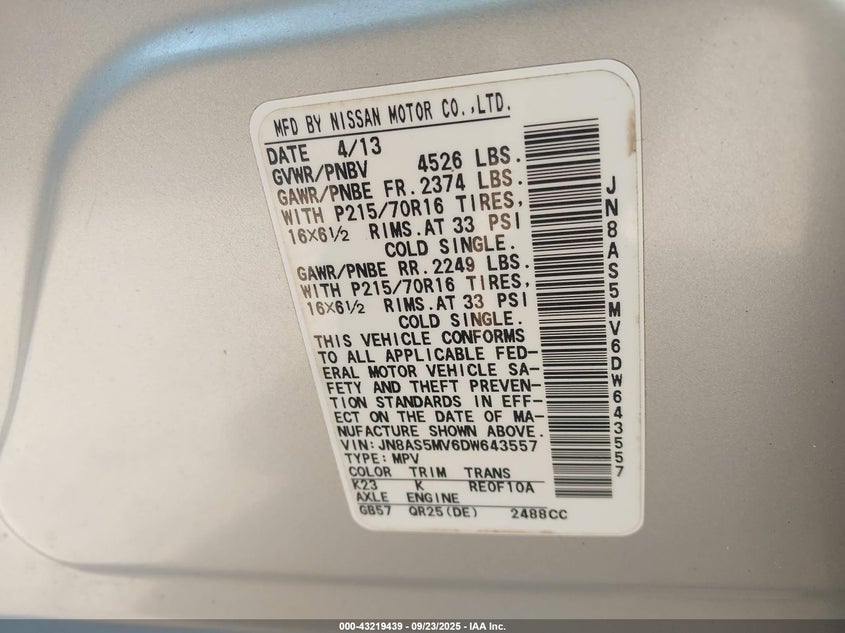 MFD BY NISSAN MOTOR CO.,LTD.
DATE 4/13
GVWR/PNBV 4526 LBS.
GAWR/PNBE FR. 2374 LBS.
WITH P215/70R16 TIRES,
16X6½ RIMS.AT 33 PSI
COLD SINGLE.
GAWR/PNBE RR. 2249 LBS.
WITH P215/70R16 TIRES,
16X6½ RIMS.AT 33 PSI
COLD SINGLE.
THIS VEHICLE CONFORMS
TO ALL APPLICABLE FED-
ERAL MOTOR VEHICLE SA-
FETY AND THEFT PREVEN-
TION STANDARDS IN EFF-
ECT ON THE DATE OF MA-
NUFACTURE SHOWN ABOVE.
VIN: JN8AS5MV6DW643557
TYPE: MPV
COLOR TRIM TRANS
K23 K RE0F10A
AXLE ENGINE
GB57 QR25(DE) 2488CC
JN8AS5MV6DW643557
000-43219439 - 09/23/2025 - IAA Inc.